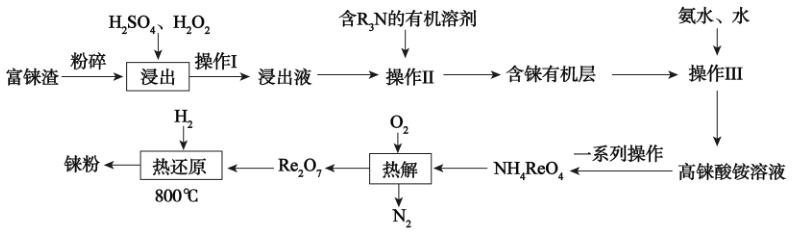 H₂SO₄、H₂O₂
含R₃N的有机溶剂
氨水、水
富铼渣
粉碎
浸出
操作I
浸出液
操作II
含铼有机层
操作III
H₂
O₂
一系列操作
铼粉
热还原
Re₂O₇
热解
NH₄ReO₄
高铼酸铵溶液
800℃
N₂